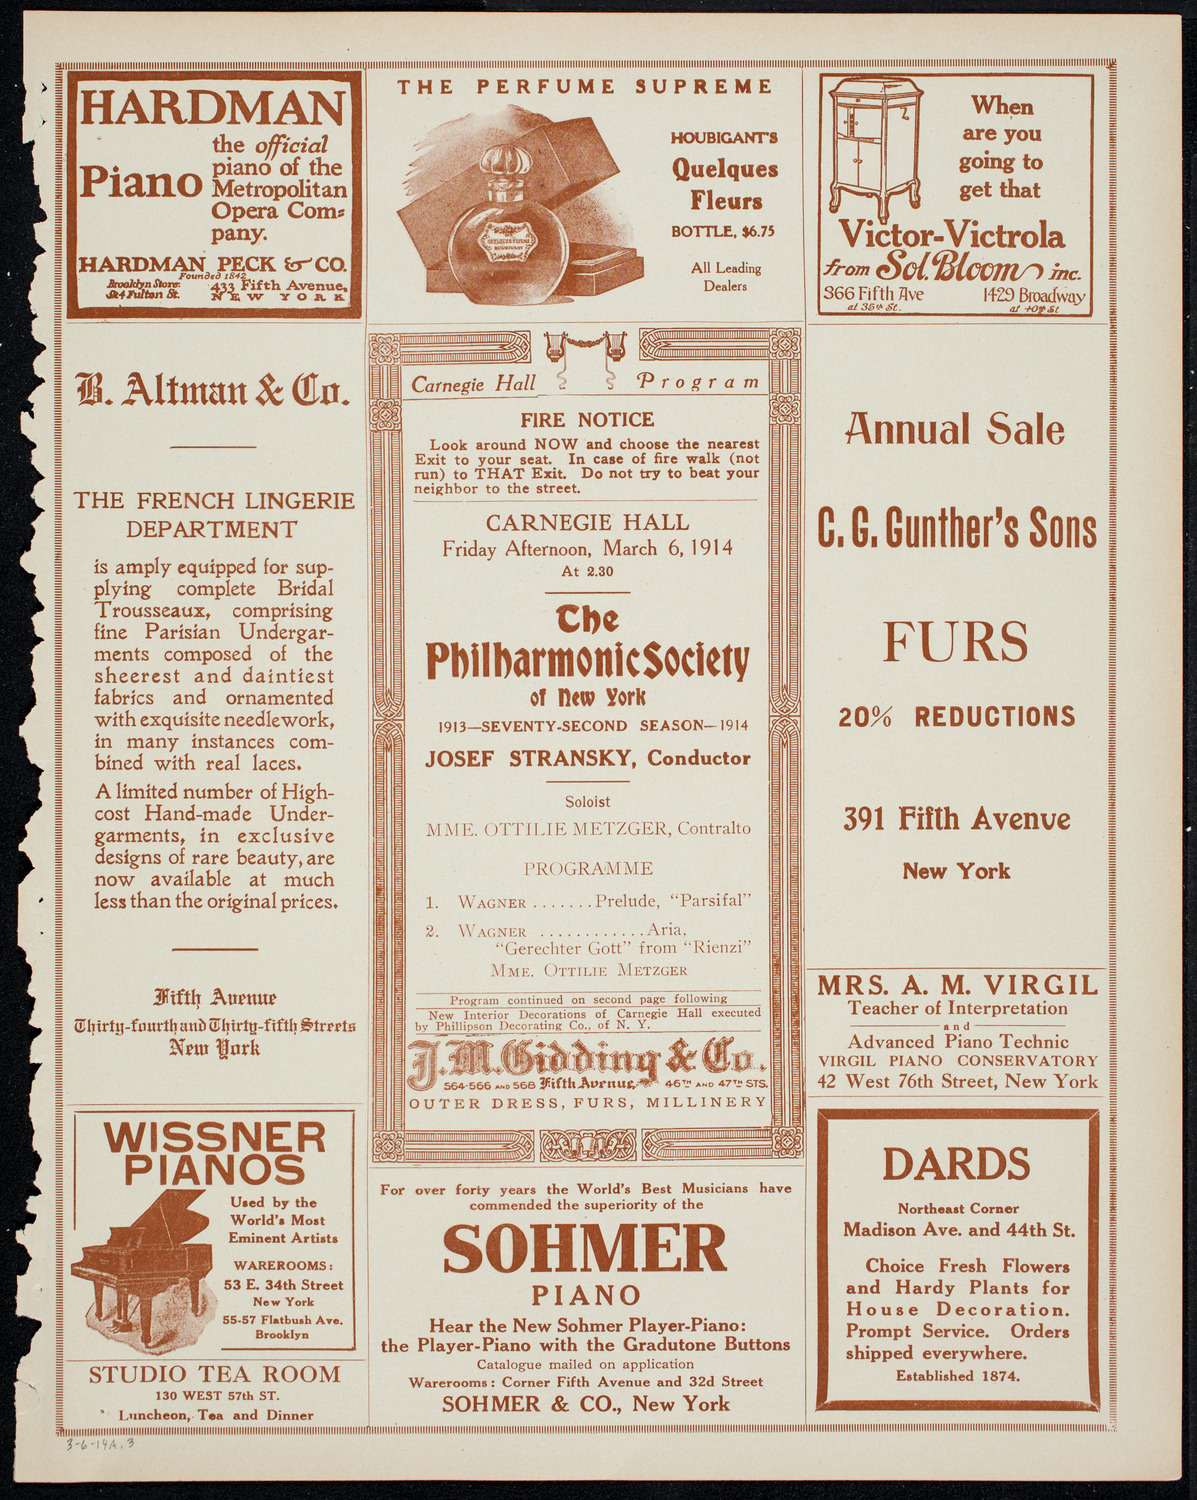 HARDMAN
Piano
the official
piano of the
Metropolitan
Opera Com=
pany.
HARDMAN PECK & CO.
Founded 1842
Brooklyn Store:
524 Fulton St.
433 Fifth Avenue,
NEW YORK
THE PERFUME SUPREME
HOUBIGANT'S
Quelques
Fleurs
BOTTLE, $6.75
All Leading
Dealers
QUELQUES FLEURS
HOUBIGANT
When
are you
going to
get that
Victor-Victrola
from Sol. Bloom inc.
366 Fifth Ave
at 35th St.
1429 Broadway
at 40th St
B. Altman & Co.
THE FRENCH LINGERIE
DEPARTMENT
is amply equipped for sup-
plying complete Bridal
Trousseaux, comprising
fine Parisian Undergar-
ments composed of the
sheerest and daintiest
fabrics and ornamented
with exquisite needlework,
in many instances com-
bined with real laces.
A limited number of High-
cost Hand-made Under-
garments, in exclusive
designs of rare beauty, are
now available at much
less than the original prices.
Fifth Avenue
Thirty-fourth and Thirty-fifth Streets
New York
WISSNER
PIANOS
Used by the
World's Most
Eminent Artists
WAREROOMS:
53 E. 34th Street
New York
55-57 Flatbush Ave.
Brooklyn
STUDIO TEA ROOM
130 WEST 57th ST.
Luncheon, Tea and Dinner
Carnegie Hall Program
FIRE NOTICE
Look around NOW and choose the nearest
Exit to your seat. In case of fire walk (not
run) to THAT Exit. Do not try to beat your
neighbor to the street.
CARNEGIE HALL
Friday Afternoon, March 6, 1914
At 2.30
The
Philharmonic Society
of New York
1913—SEVENTY-SECOND SEASON—1914
JOSEF STRANSKY, Conductor
Soloist
MME. OTTILIE METZGER, Contralto
PROGRAMME
1. WAGNER .......Prelude, "Parsifal"
2. WAGNER ............Aria,
"Gerechter Gott" from "Rienzi"
MME. OTTILIE METZGER
Program continued on second page following
New Interior Decorations of Carnegie Hall executed
by Phillipson Decorating Co., of N. Y.
J.M. Gidding & Co.
564-566 AND 568 Fifth Avenue 46TH AND 47TH STS.
OUTER DRESS, FURS, MILLINERY
For over forty years the World's Best Musicians have
commended the superiority of the
SOHMER
PIANO
Hear the New Sohmer Player-Piano:
the Player-Piano with the Gradutone Buttons
Catalogue mailed on application
Warerooms: Corner Fifth Avenue and 32d Street
SOHMER & CO., New York
Annual Sale
C. G. Gunther's Sons
FURS
20% REDUCTIONS
391 Fifth Avenue
New York
MRS. A. M. VIRGIL
Teacher of Interpretation
and
Advanced Piano Technic
VIRGIL PIANO CONSERVATORY
42 West 76th Street, New York
DARDS
Northeast Corner
Madison Ave. and 44th St.
Choice Fresh Flowers
and Hardy Plants for
House Decoration.
Prompt Service. Orders
shipped everywhere.
Established 1874.
3-6-14A.3